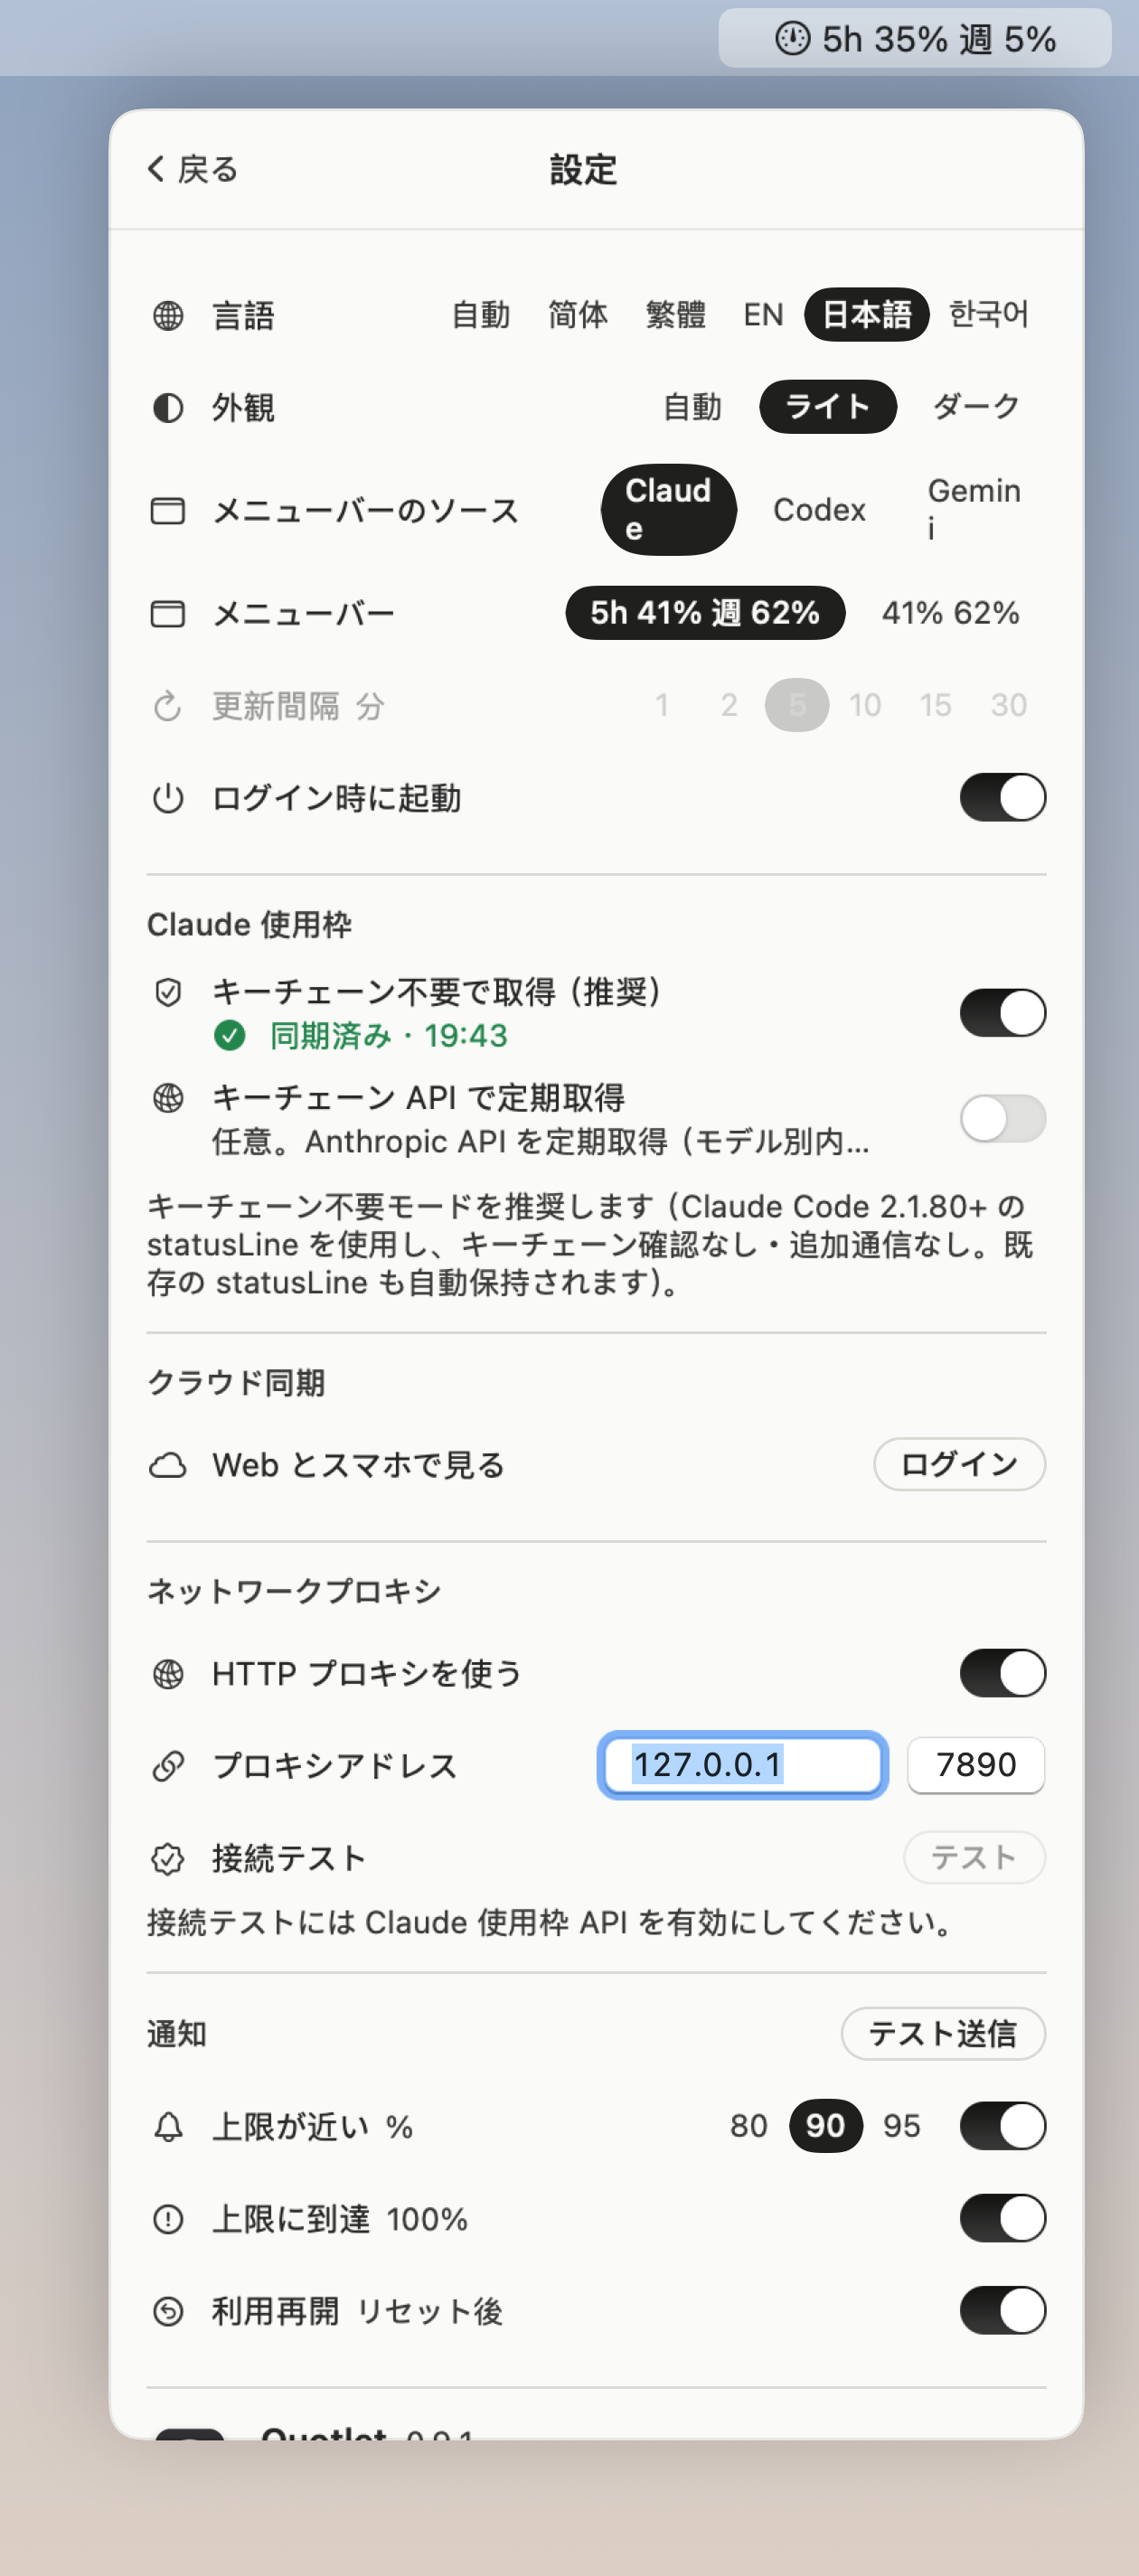 5h 35% 週 5%
戻る
設定
言語 自動 简体 繁體 EN 日本語 한국어
外観 自動 ライト ダーク
メニューバーのソース Claude Codex Gemini
メニューバー 5h 41% 週 62% 41% 62%
更新間隔 分 1 2 5 10 15 30
ログイン時に起動
Claude 使用枠
キーチェーン不要で取得（推奨）
同期済み · 19:43
キーチェーン API で定期取得
任意。Anthropic API を定期取得（モデル別内…
キーチェーン不要モードを推奨します（Claude Code 2.1.80+ の
statusLine を使用し、キーチェーン確認なし・追加通信なし。既
存の statusLine も自動保持されます）。
クラウド同期
Web とスマホで見る ログイン
ネットワークプロキシ
HTTP プロキシを使う
プロキシアドレス 127.0.0.1 7890
接続テスト テスト
接続テストには Claude 使用枠 API を有効にしてください。
通知 テスト送信
上限が近い % 80 90 95
上限に到達 100%
利用再開 リセット後